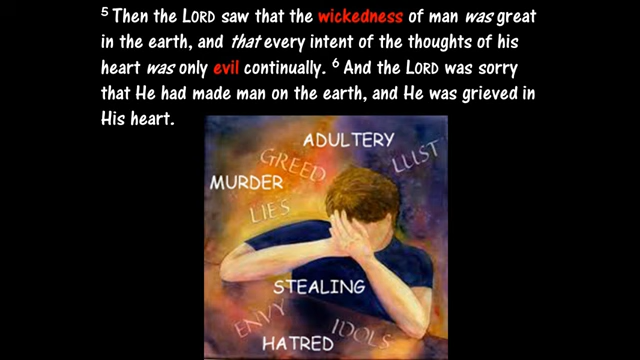 5 Then the LORD saw that the wickedness of man was great
in the earth, and that every intent of the thoughts of his
heart was only evil continually. 6 And the LORD was sorry
that He had made man on the earth, and He was grieved in
His heart.
ADULTERY
GREED
LUST
MURDER
LIES
STEALING
ENVY
IDOLS
HATRED